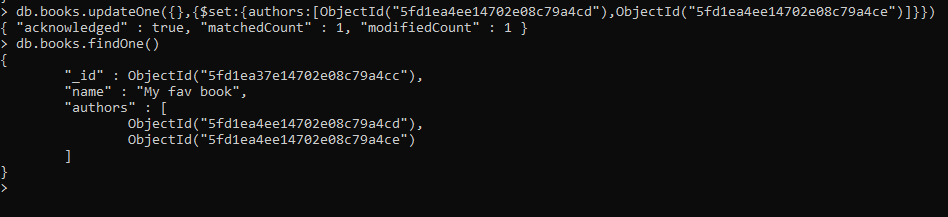 > db.books.updateOne({},{$set:{authors:[ObjectId("5fd1ea4ee14702e08c79a4cd"),ObjectId("5fd1ea4ee14702e08c79a4ce")]}})
{ "acknowledged" : true, "matchedCount" : 1, "modifiedCount" : 1 }
> db.books.findOne()
{
        "_id" : ObjectId("5fd1ea37e14702e08c79a4cc"),
        "name" : "My fav book",
        "authors" : [
                ObjectId("5fd1ea4ee14702e08c79a4cd"),
                ObjectId("5fd1ea4ee14702e08c79a4ce")
        ]
}
>